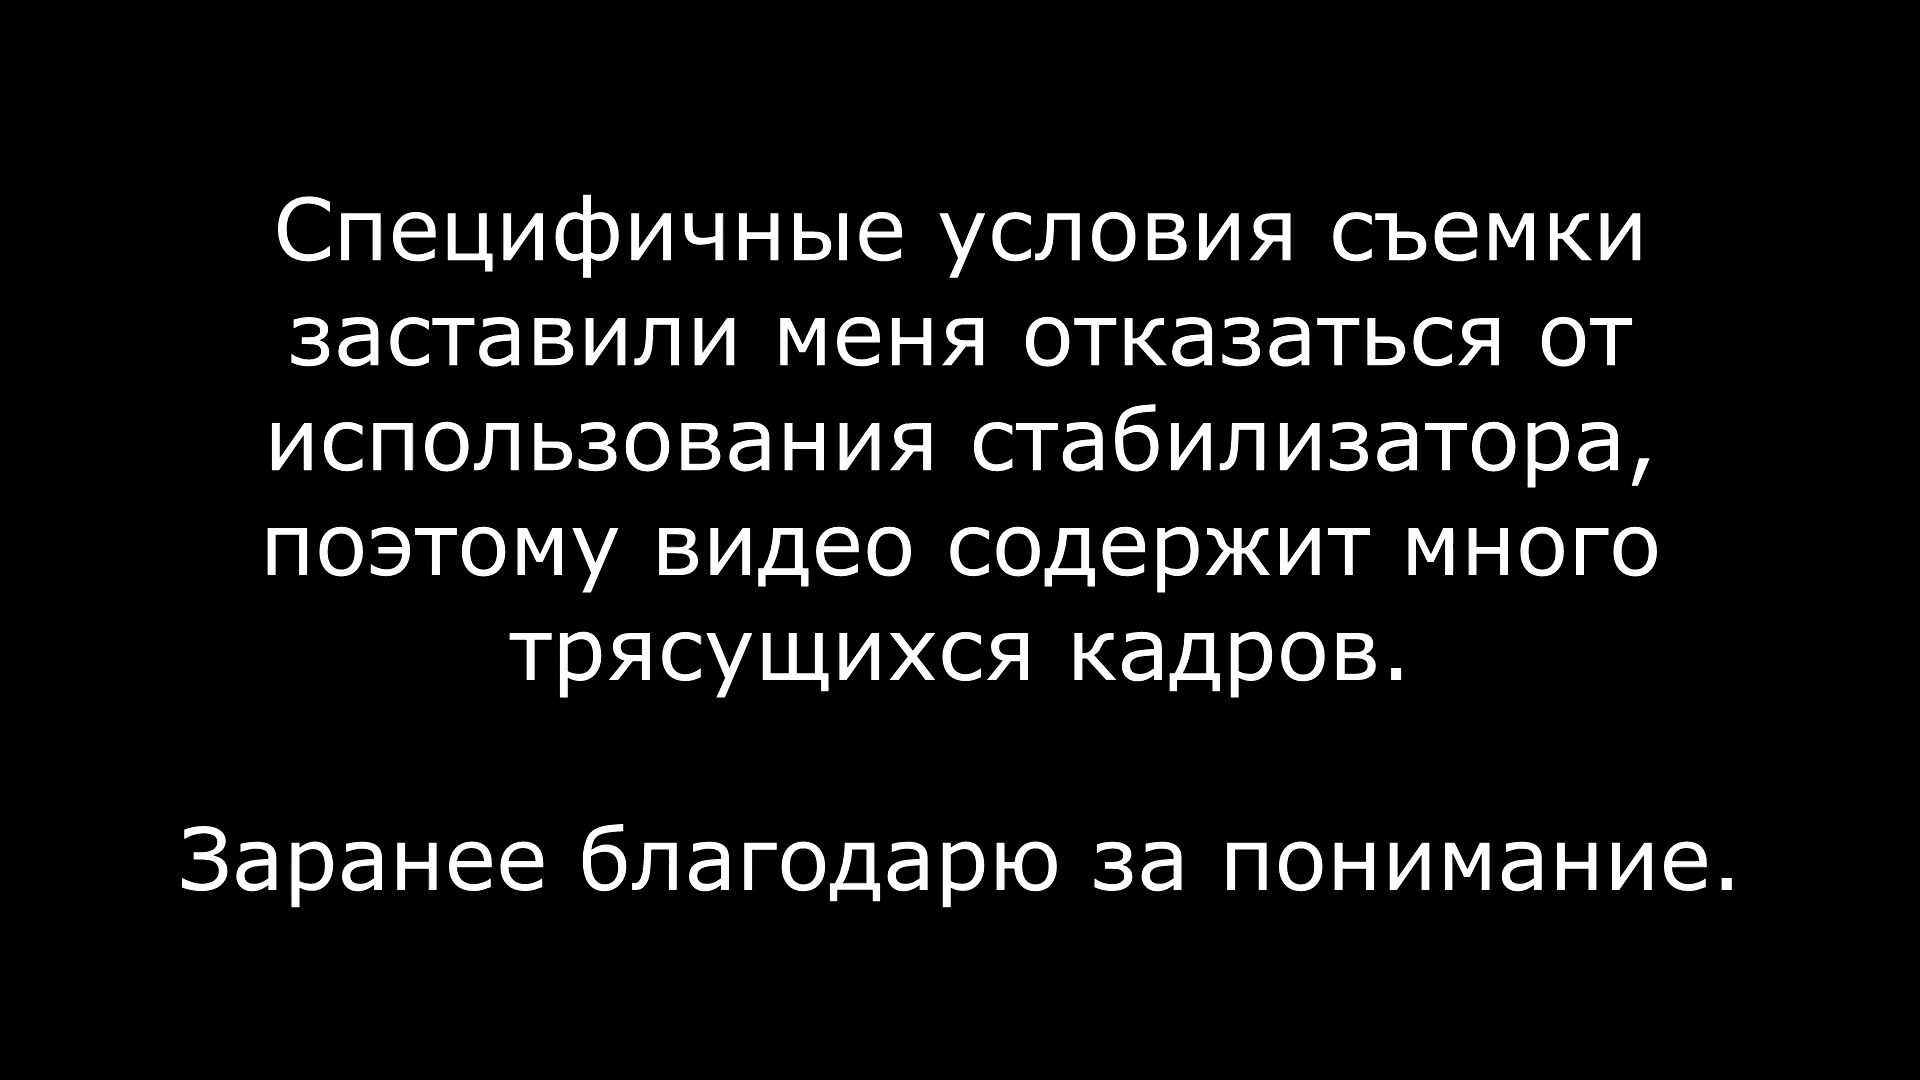 Специфичные условия съемки
заставили меня отказаться от
использования стабилизатора,
поэтому видео содержит много
трясущихся кадров.
Заранее благодарю за понимание.